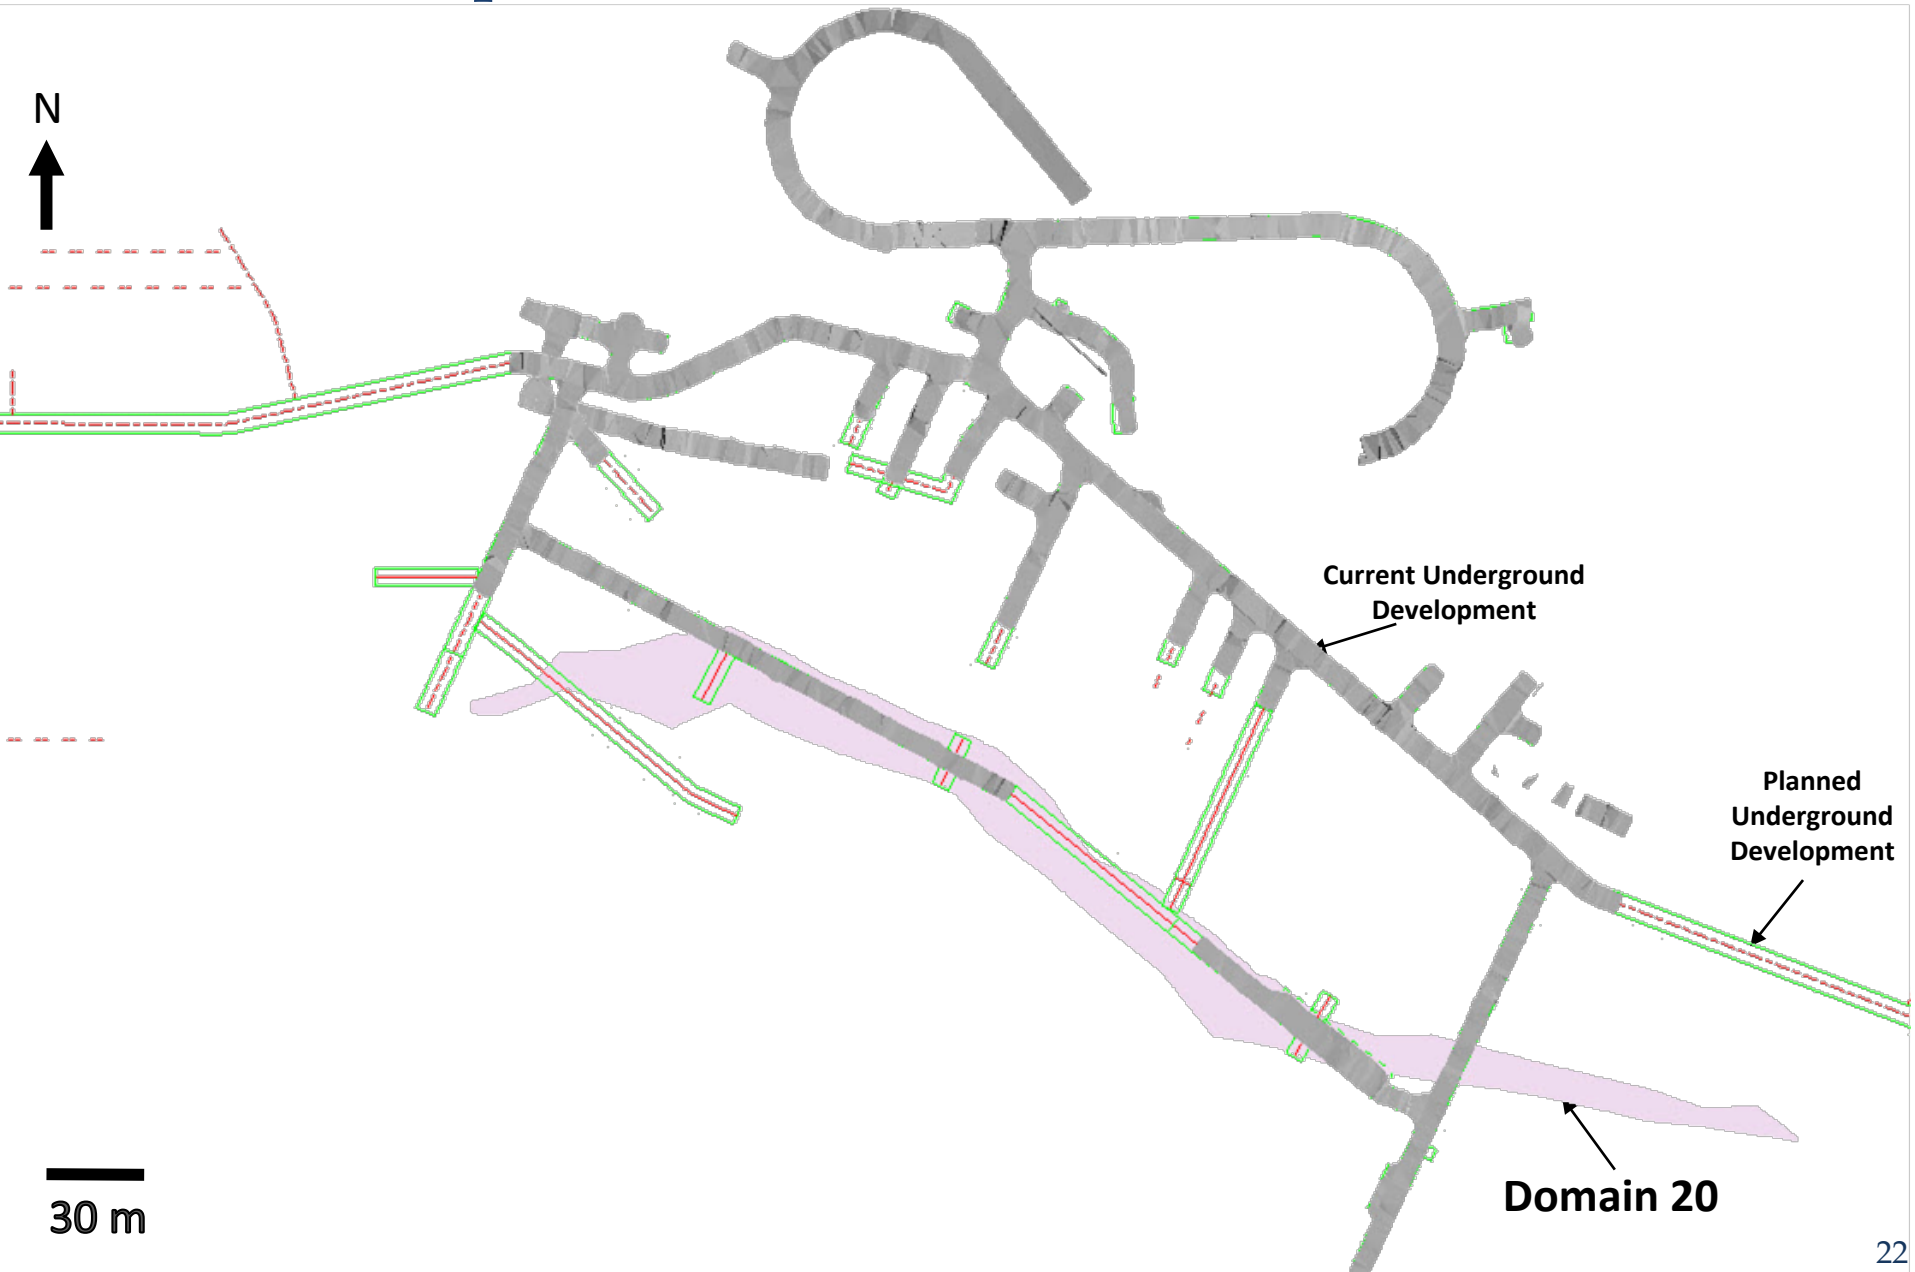 N
Current Underground
Development
Planned
Underground
Development
Domain 20
30 m
22